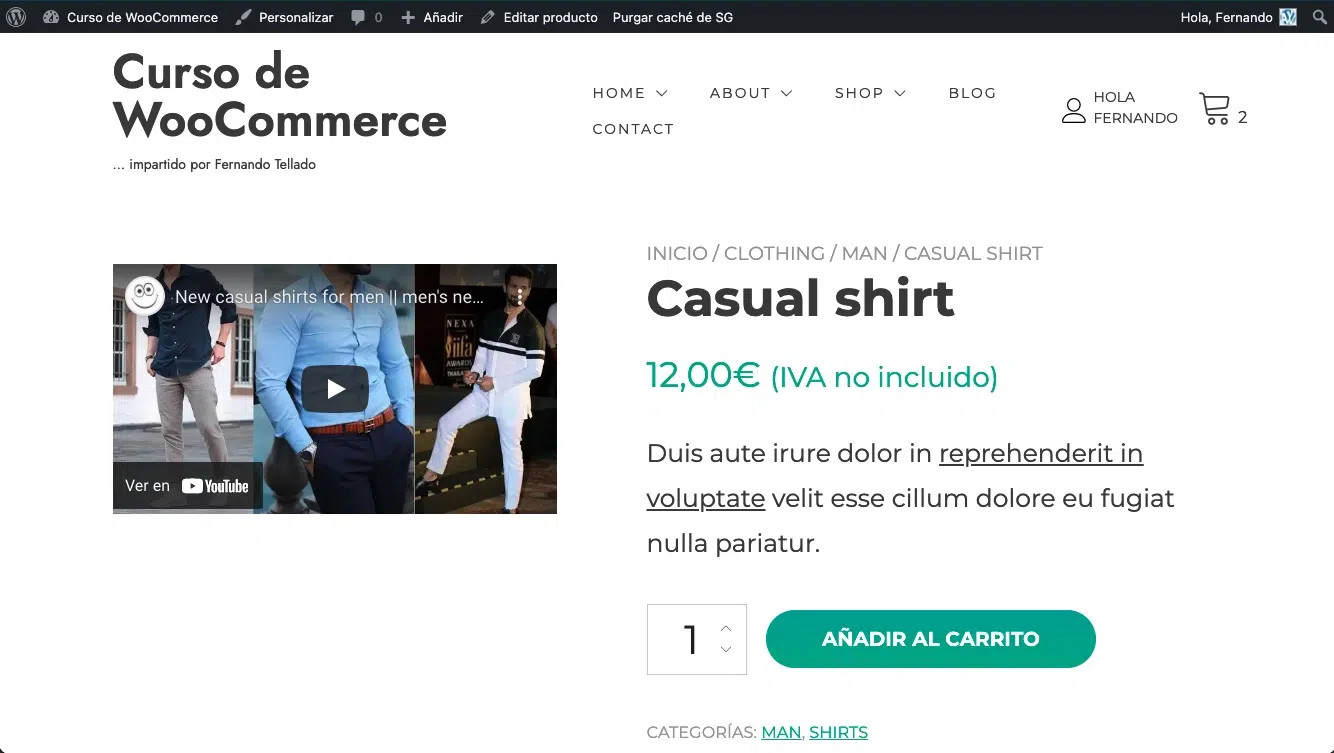 Curso de WooCommerce Personalizar 0 Añadir Editar producto Purgar caché de SG Hola, Fernando
Curso de
WooCommerce
... impartido por Fernando Tellado
HOME ABOUT SHOP BLOG
CONTACT
HOLA
FERNANDO
2
New casual shirts for men || men's ne...
NEXA
iifa
AWARDS
Ver en YouTube
INICIO / CLOTHING / MAN / CASUAL SHIRT
Casual shirt
12,00€ (IVA no incluido)
Duis aute irure dolor in reprehenderit in
voluptate velit esse cillum dolore eu fugiat
nulla pariatur.
1
AÑADIR AL CARRITO
CATEGORÍAS: MAN, SHIRTS